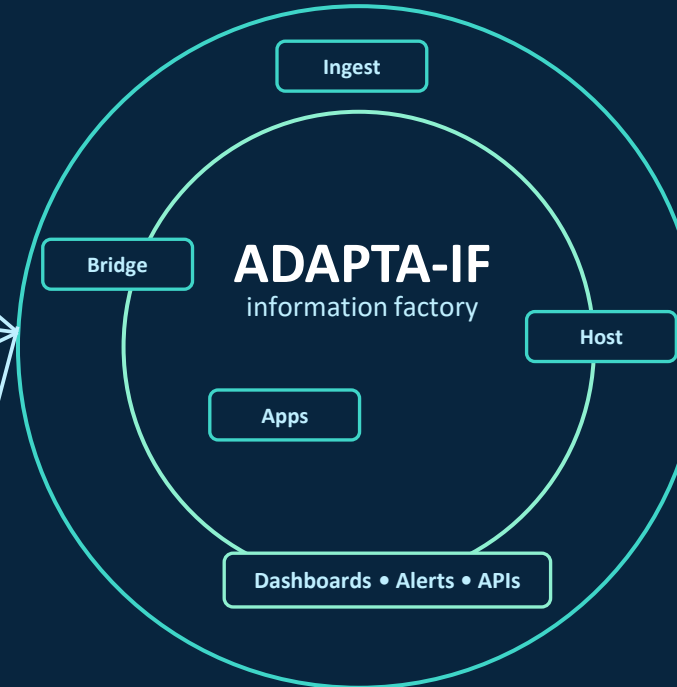 Ingest
Bridge
ADAPTA-IF
information factory
Host
Apps
Dashboards • Alerts • APIs